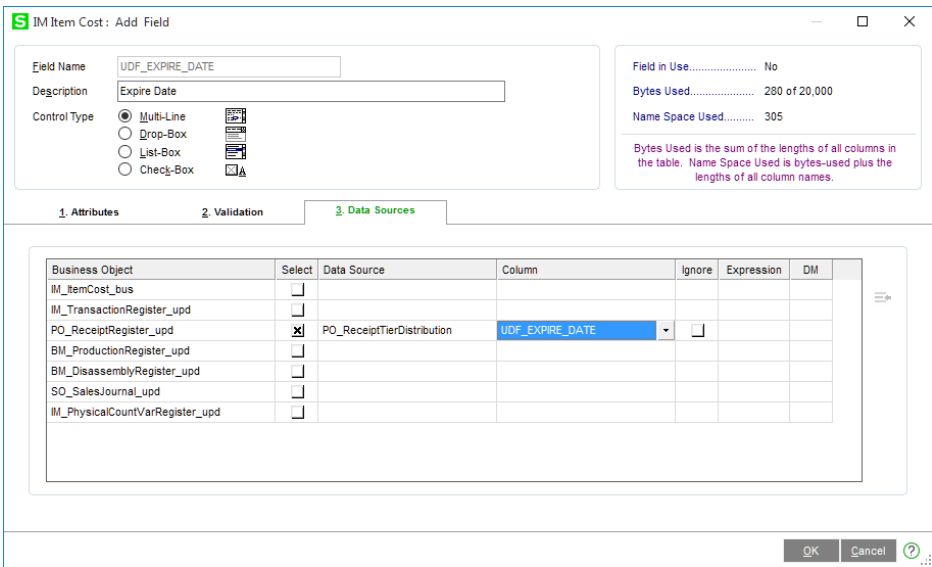 S IM Item Cost : Add Field
Field Name UDF_EXPIRE_DATE
Description Expire Date
Control Type Multi-Line
Drop-Box
List-Box
Check-Box
Field in Use...................... No
Bytes Used..................... 280 of 20,000
Name Space Used.......... 305
Bytes Used is the sum of the lengths of all columns in
the table. Name Space Used is bytes-used plus the
lengths of all column names.
1. Attributes 2. Validation 3. Data Sources
Business Object Select Data Source Column Ignore Expression DM
IM_ItemCost_bus
IM_TransactionRegister_upd
PO_ReceiptRegister_upd PO_ReceiptTierDistribution UDF_EXPIRE_DATE
BM_ProductionRegister_upd
BM_DisassemblyRegister_upd
SO_SalesJournal_upd
IM_PhysicalCountVarRegister_upd
OK Cancel ?